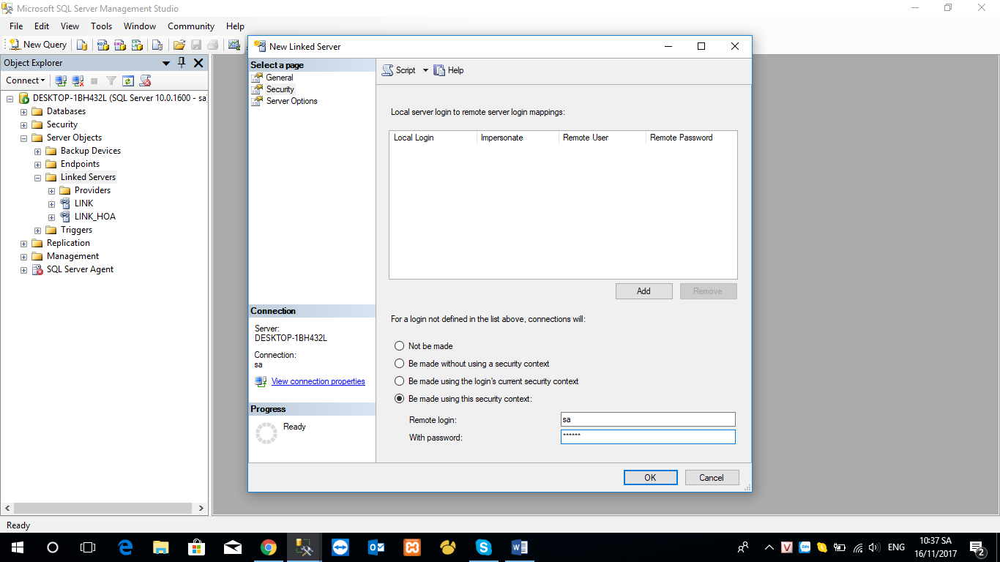 Microsoft SQL Server Management Studio
File Edit View Tools Window Community Help
New Query
Object Explorer
Connect
DESKTOP-1BH432L (SQL Server 10.0.1600 - sa
Databases
Security
Server Objects
Backup Devices
Endpoints
Linked Servers
Providers
LINK
LINK_HOA
Triggers
Replication
Management
SQL Server Agent
New Linked Server
Select a page
General
Security
Server Options
Connection
Server:
DESKTOP-1BH432L
Connection:
sa
View connection properties
Progress
Ready
Script Help
Local server login to remote server login mappings:
Local Login Impersonate Remote User Remote Password
Add Remove
For a login not defined in the list above, connections will:
Not be made
Be made without using a security context
Be made using the login's current security context
Be made using this security context:
Remote login: sa
With password: ******
OK Cancel
Ready
ENG
10:37 SA
16/11/2017
2